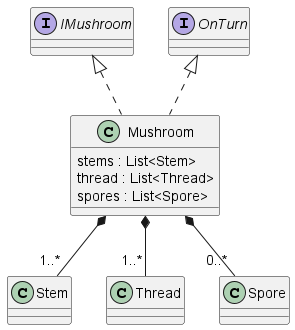 I IMushroom
I OnTurn
C Mushroom
stems : List<Stem>
thread : List<Thread>
spores : List<Spore>
1..*
1..*
0..*
C Stem
C Thread
C Spore